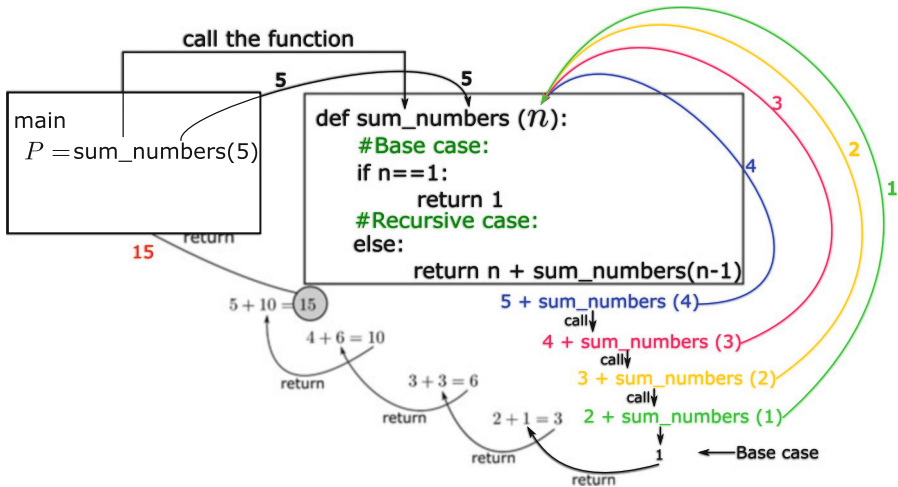 call the function
5
5
main
P = sum_numbers(5)
def sum_numbers (n):
#Base case:
if n==1:
return 1
#Recursive case:
else:
return n + sum_numbers(n-1)
4
3
2
1
return
15
5 + 10 = 15
5 + sum_numbers (4)
call
4 + 6 = 10
4 + sum_numbers (3)
call
return
3 + 3 = 6
3 + sum_numbers (2)
call
return
2 + 1 = 3
2 + sum_numbers (1)
return
1
Base case
return